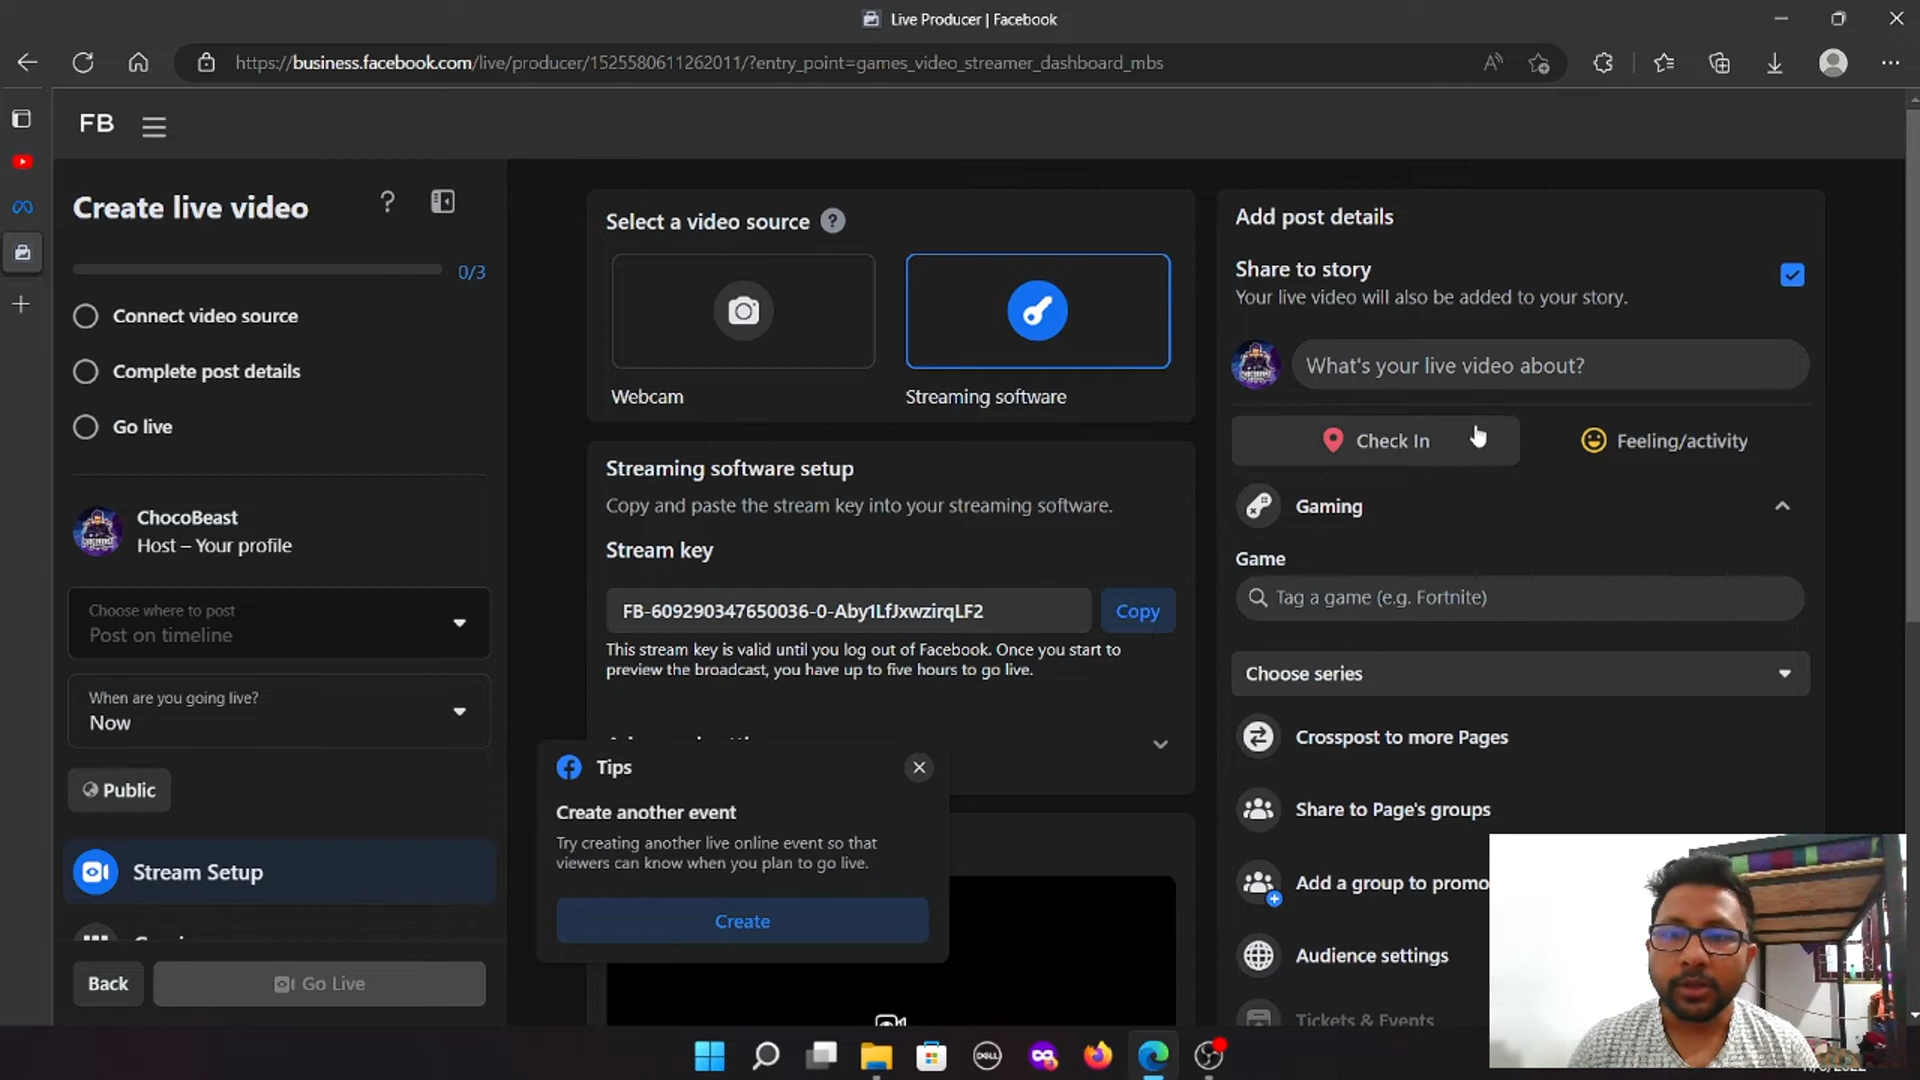 Live Producer | Facebook
https://business.facebook.com/live/producer/1525580611262011/?entry_point=games_video_streamer_dashboard_mbs
FB
Create live video
0/3
Connect video source
Complete post details
Go live
ChocoBeast
Host – Your profile
Choose where to post
Post on timeline
When are you going live?
Now
Public
Stream Setup
Back
Go Live
Select a video source
Webcam
Streaming software
Streaming software setup
Copy and paste the stream key into your streaming software.
Stream key
FB-609290347650036-0-Aby1LfJxwzirqLF2
Copy
This stream key is valid until you log out of Facebook. Once you start to
preview the broadcast, you have up to five hours to go live.
Tips
Create another event
Try creating another live online event so that
viewers can know when you plan to go live.
Create
Add post details
Share to story
Your live video will also be added to your story.
What's your live video about?
Check In
Feeling/activity
Gaming
Game
Tag a game (e.g. Fortnite)
Choose series
Crosspost to more Pages
Share to Page's groups
Add a group to promo
Audience settings
Tickets & Events
DELL